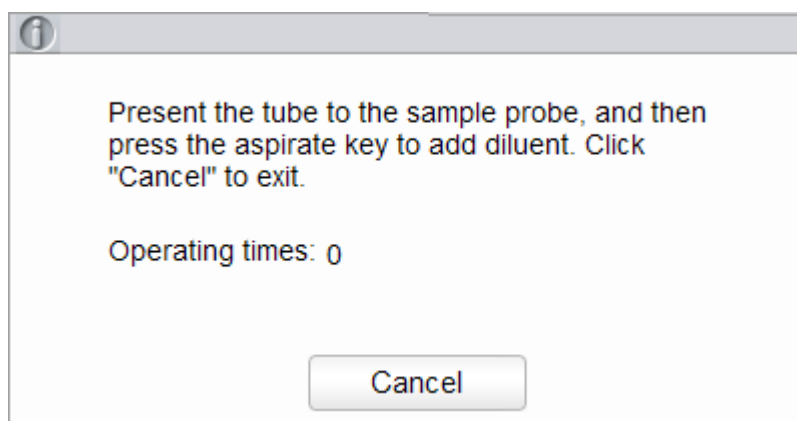 Present the tube to the sample probe, and then
press the aspirate key to add diluent. Click
"Cancel" to exit.
Operating times: 0
Cancel